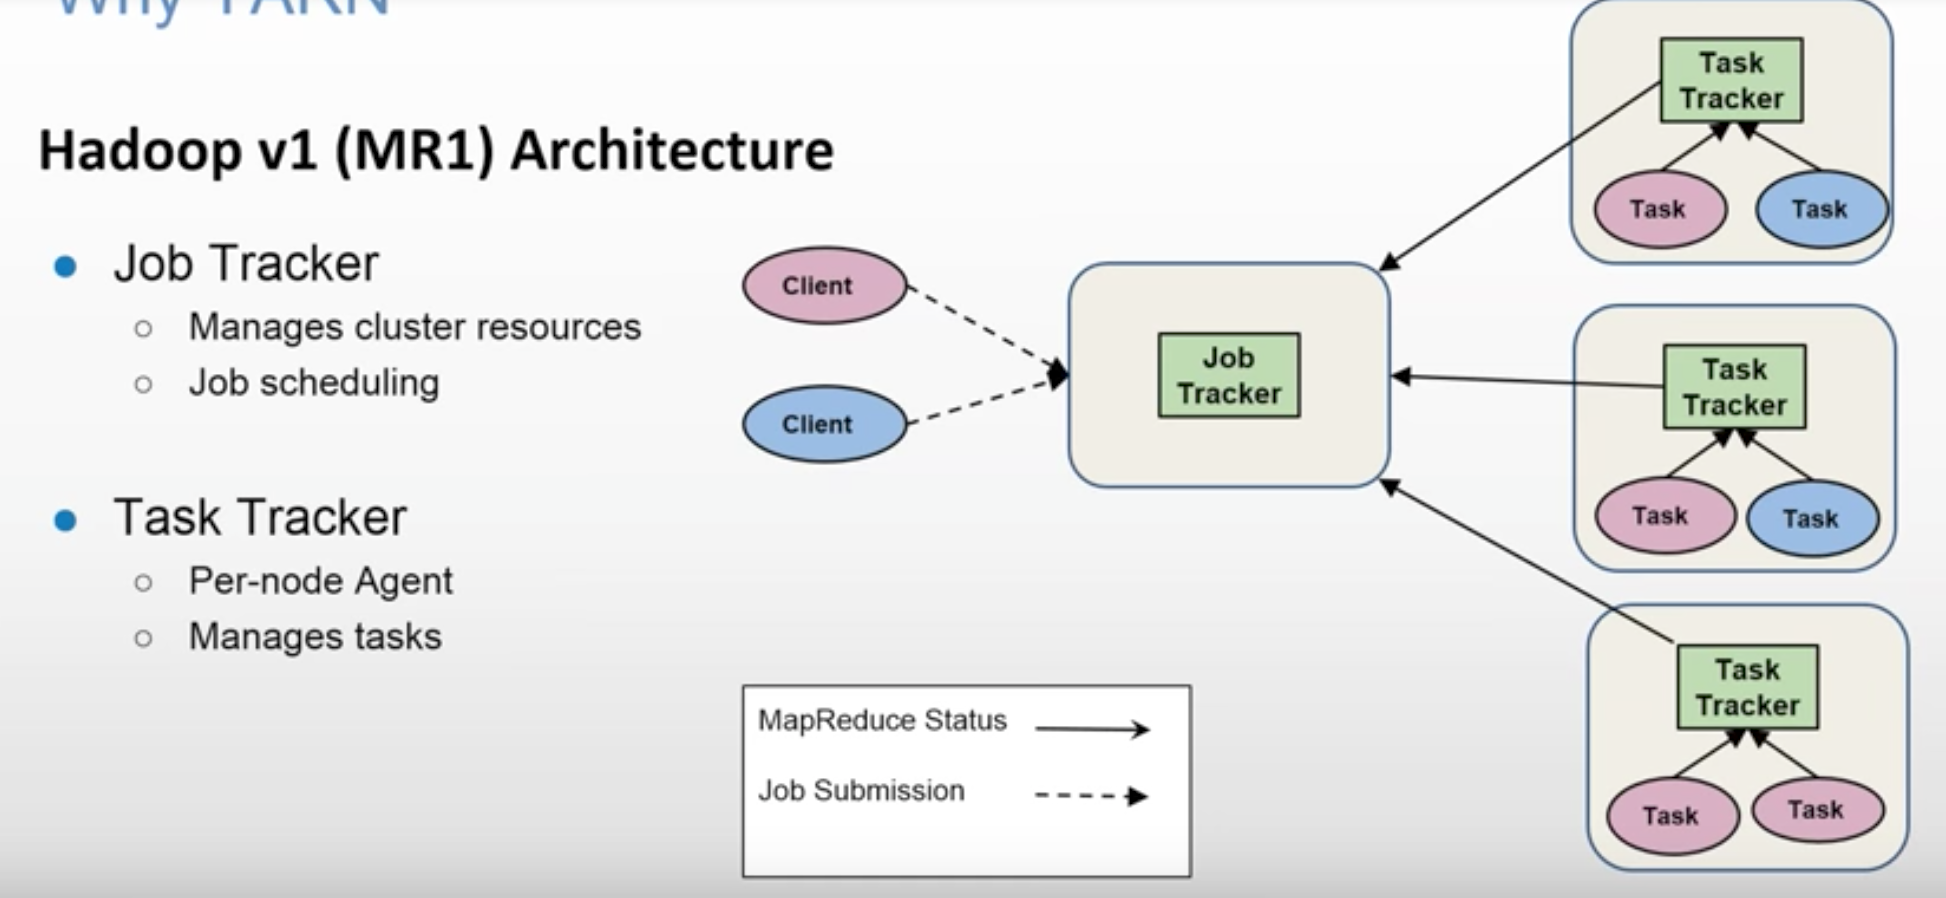 Why YARN
Hadoop v1 (MR1) Architecture
Job Tracker
Manages cluster resources
Job scheduling
Task Tracker
Per-node Agent
Manages tasks
Client
Client
Job
Tracker
Task
Tracker
Task
Task
Task
Tracker
Task
Task
Task
Tracker
Task
Task
MapReduce Status
Job Submission